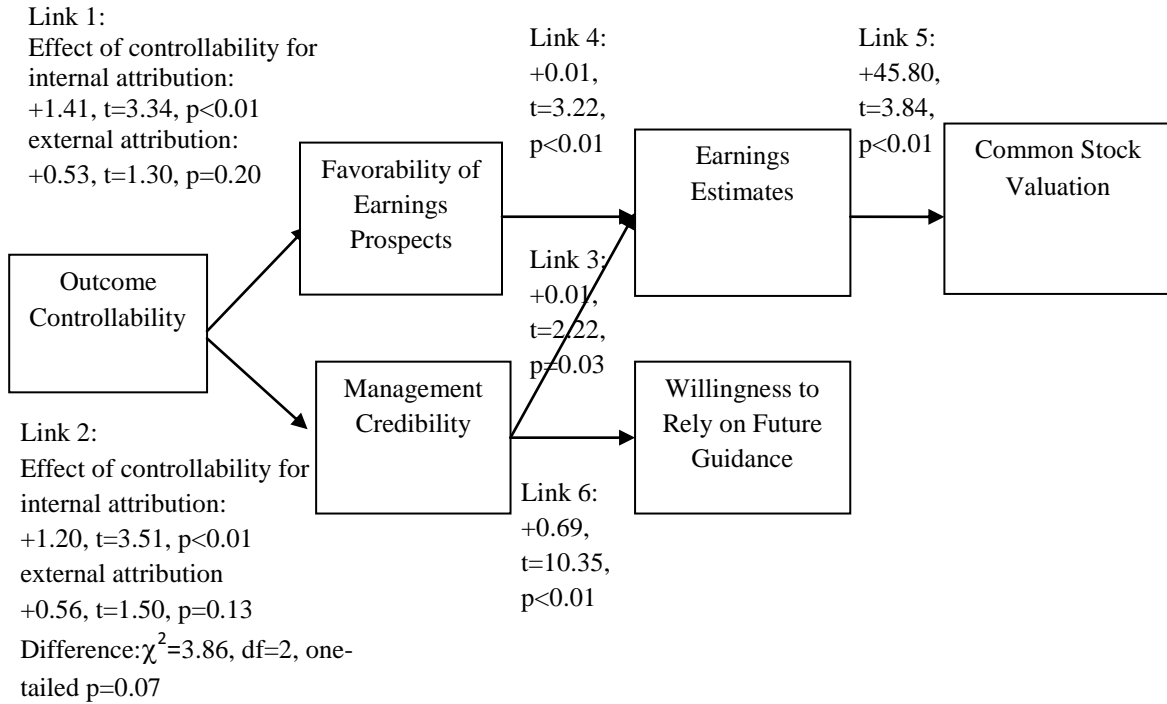 Link 1:
Effect of controllability for
internal attribution:
+1.41, t=3.34, p<0.01
external attribution:
+0.53, t=1.30, p=0.20
Link 4:
+0.01,
t=3.22,
p<0.01
Link 5:
+45.80,
t=3.84,
p<0.01
Favorability of
Earnings
Prospects
Earnings
Estimates
Common Stock
Valuation
Outcome
Controllability
Link 3:
+0.01,
t=2.22,
p=0.03
Management
Credibility
Willingness to
Rely on Future
Guidance
Link 2:
Effect of controllability for
internal attribution:
+1.20, t=3.51, p<0.01
external attribution
+0.56, t=1.50, p=0.13
Difference:χ²=3.86, df=2, one-
tailed p=0.07
Link 6:
+0.69,
t=10.35,
p<0.01